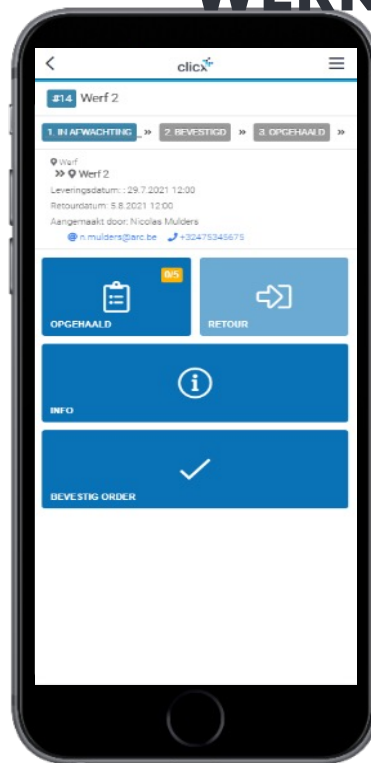 clicx
#14 Werf 2
1. IN AFWACHTING » 2. BEVESTIGD » 3. OPGEHAALD »
Werf
» Werf 2
Leveringsdatum: : 29.7.2021 12:00
Retourdatum: 5.8.2021 12:00
Aangemaakt door: Nicolas Mulders
n.mulders@arc.be +32475345675
0/5
OPGEHAALD RETOUR
INFO
BEVESTIG ORDER